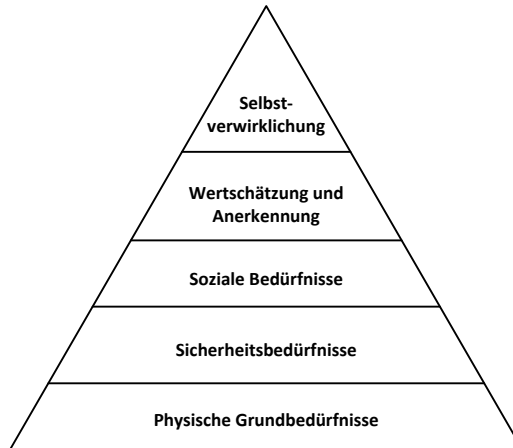 Selbst-
verwirklichung
Wertschätzung und
Anerkennung
Soziale Bedürfnisse
Sicherheitsbedürfnisse
Physische Grundbedürfnisse